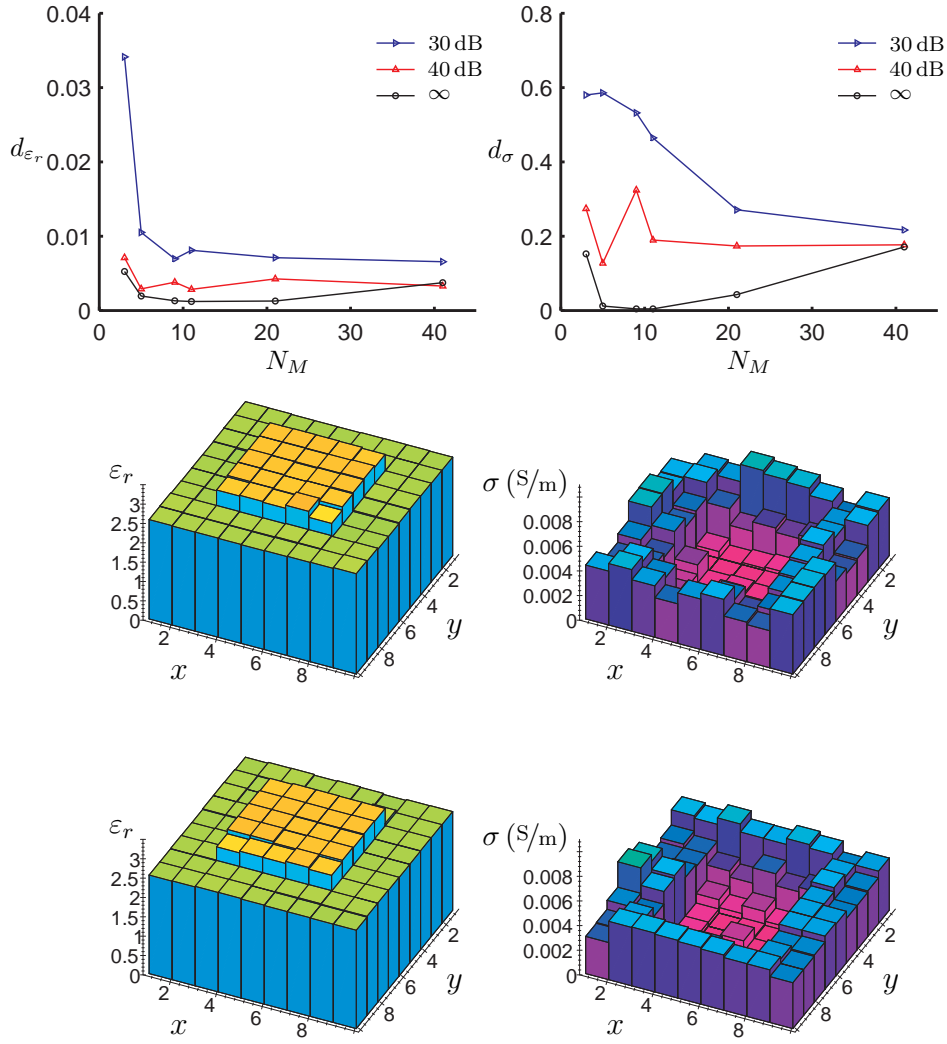 0.04
0.03
0.02
0.01
0
d_{ε_r}
0 10 20 30 40
N_M
30 dB
40 dB
∞
0.8
0.6
0.4
0.2
0
d_σ
0 10 20 30 40
N_M
30 dB
40 dB
∞
ε_r
3
2.5
2
1.5
1
0.5
0
2 4 6 8
x
8 6 4 2
y
σ (S/m)
0.008
0.006
0.004
0.002
0
2 4 6 8
x
8 6 4 2
y
ε_r
3
2.5
2
1.5
1
0.5
0
2 4 6 8
x
8 6 4 2
y
σ (S/m)
0.008
0.006
0.004
0.002
0
2 4 6 8
x
8 6 4 2
y